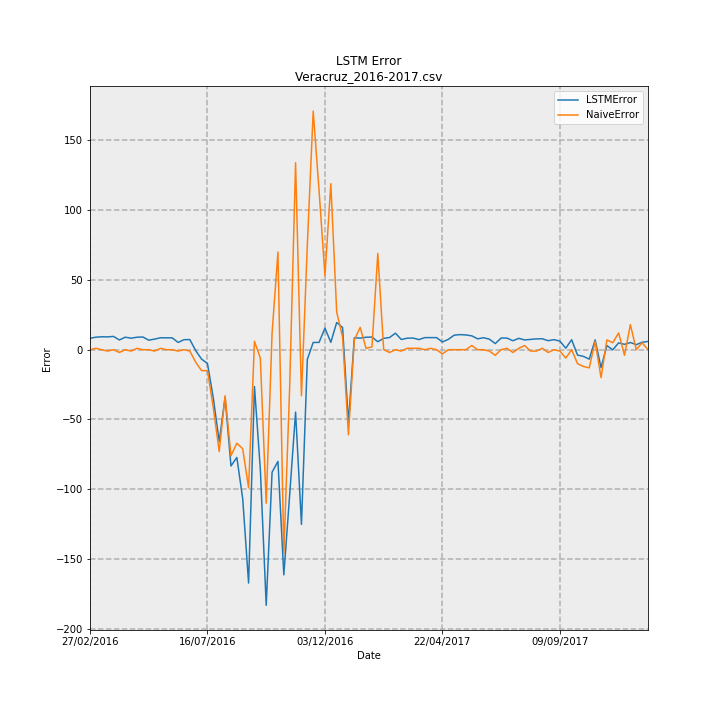 LSTM Error
Veracruz_2016-2017.csv
LSTMError
NaiveError
150
100
50
0
−50
−100
−150
−200
Error
27/02/2016
16/07/2016
03/12/2016
22/04/2017
09/09/2017
Date